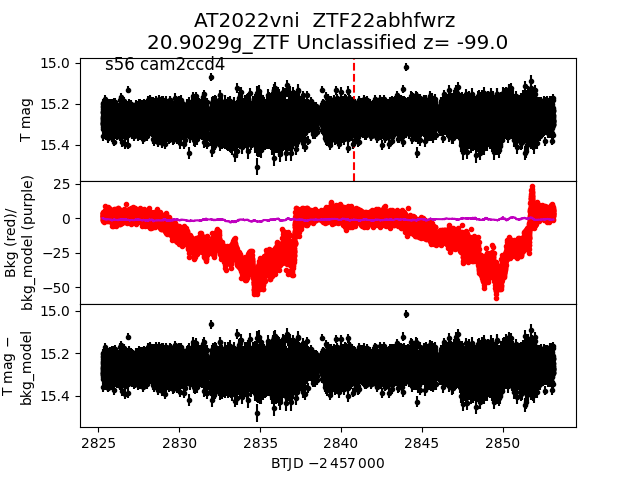 AT2022vni  ZTF22abhfwrz
20.9029g_ZTF Unclassified z= -99.0
s56 cam2ccd4
T mag
15.0
15.2
15.4
Bkg (red)/
bkg_model (purple)
25
0
−25
−50
T mag −
bkg_model
15.0
15.2
15.4
2825
2830
2835
2840
2845
2850
BTJD −2 457 000